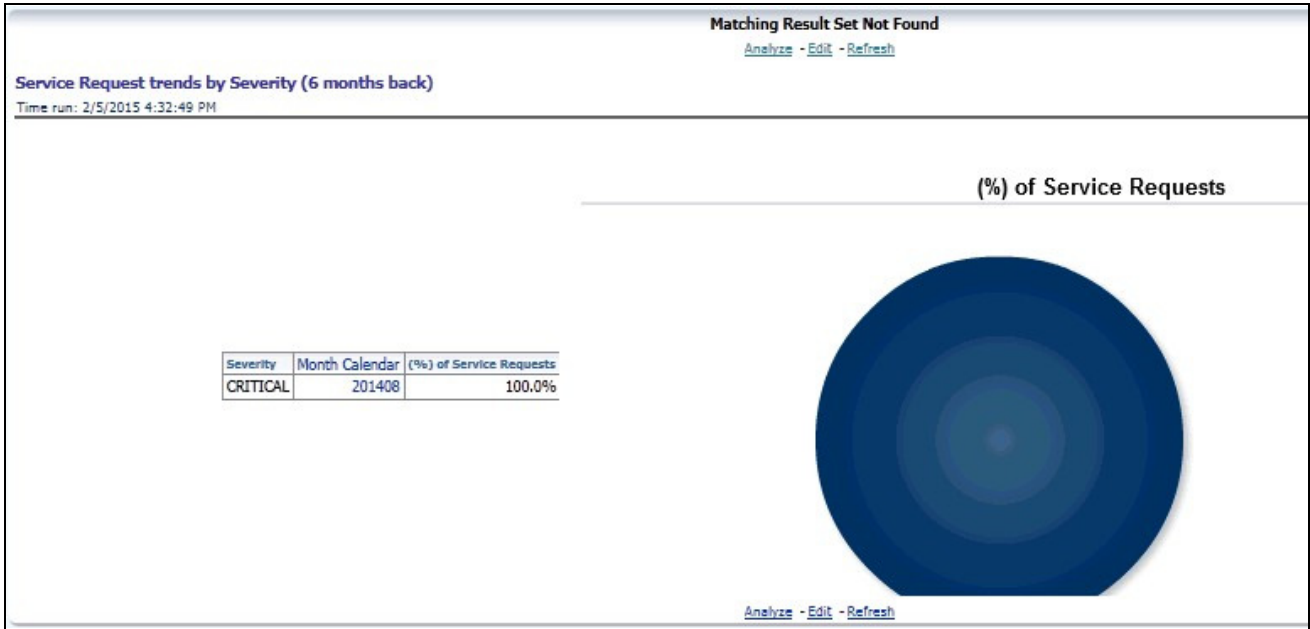 Matching Result Set Not Found
Analyze - Edit - Refresh
Service Request trends by Severity (6 months back)
Time run: 2/5/2015 4:32:49 PM
(%) of Service Requests
Severity Month Calendar (%) of Service Requests
CRITICAL 201408 100.0%
Analyze - Edit - Refresh